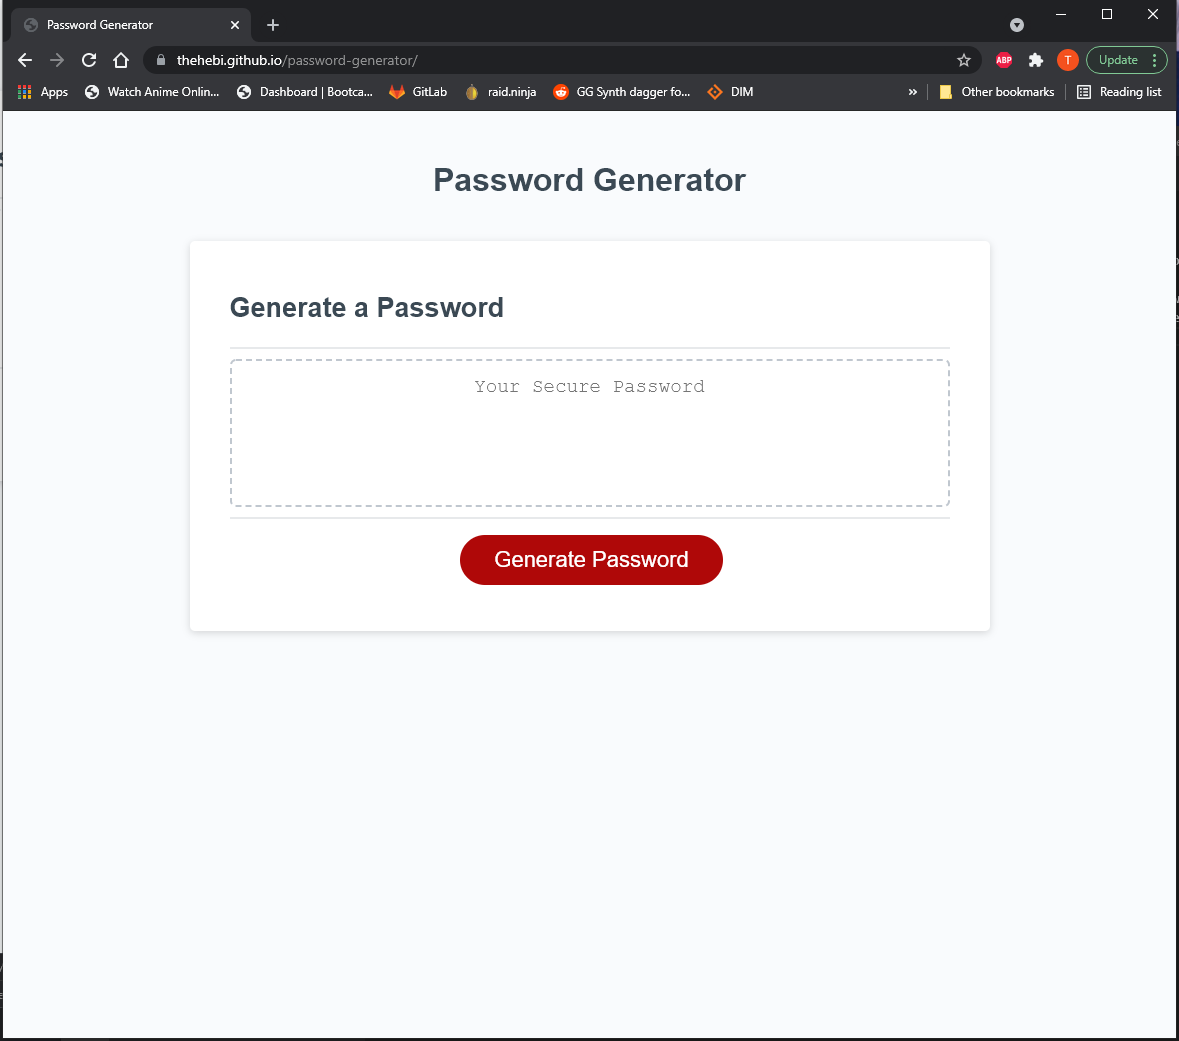 Password Generator
thehebi.github.io/password-generator/
ABP
T
Update
Apps
Watch Anime Onlin...
Dashboard | Bootca...
GitLab
raid.ninja
GG Synth dagger fo...
DIM
»
Other bookmarks
Reading list
Password Generator
Generate a Password
Your Secure Password
Generate Password